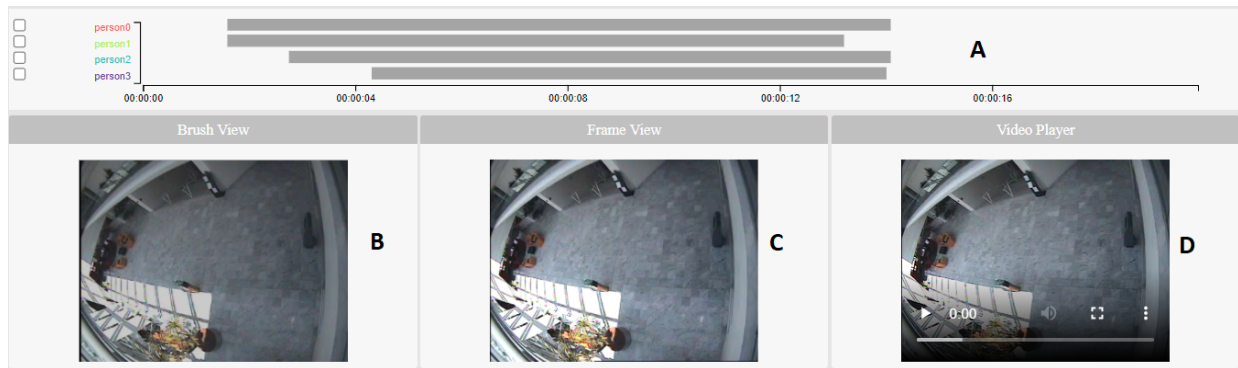 person0
person1
person2
person3
A
00:00:00 00:00:04 00:00:08 00:00:12 00:00:16
Brush View Frame View Video Player
B
C
D
0:00